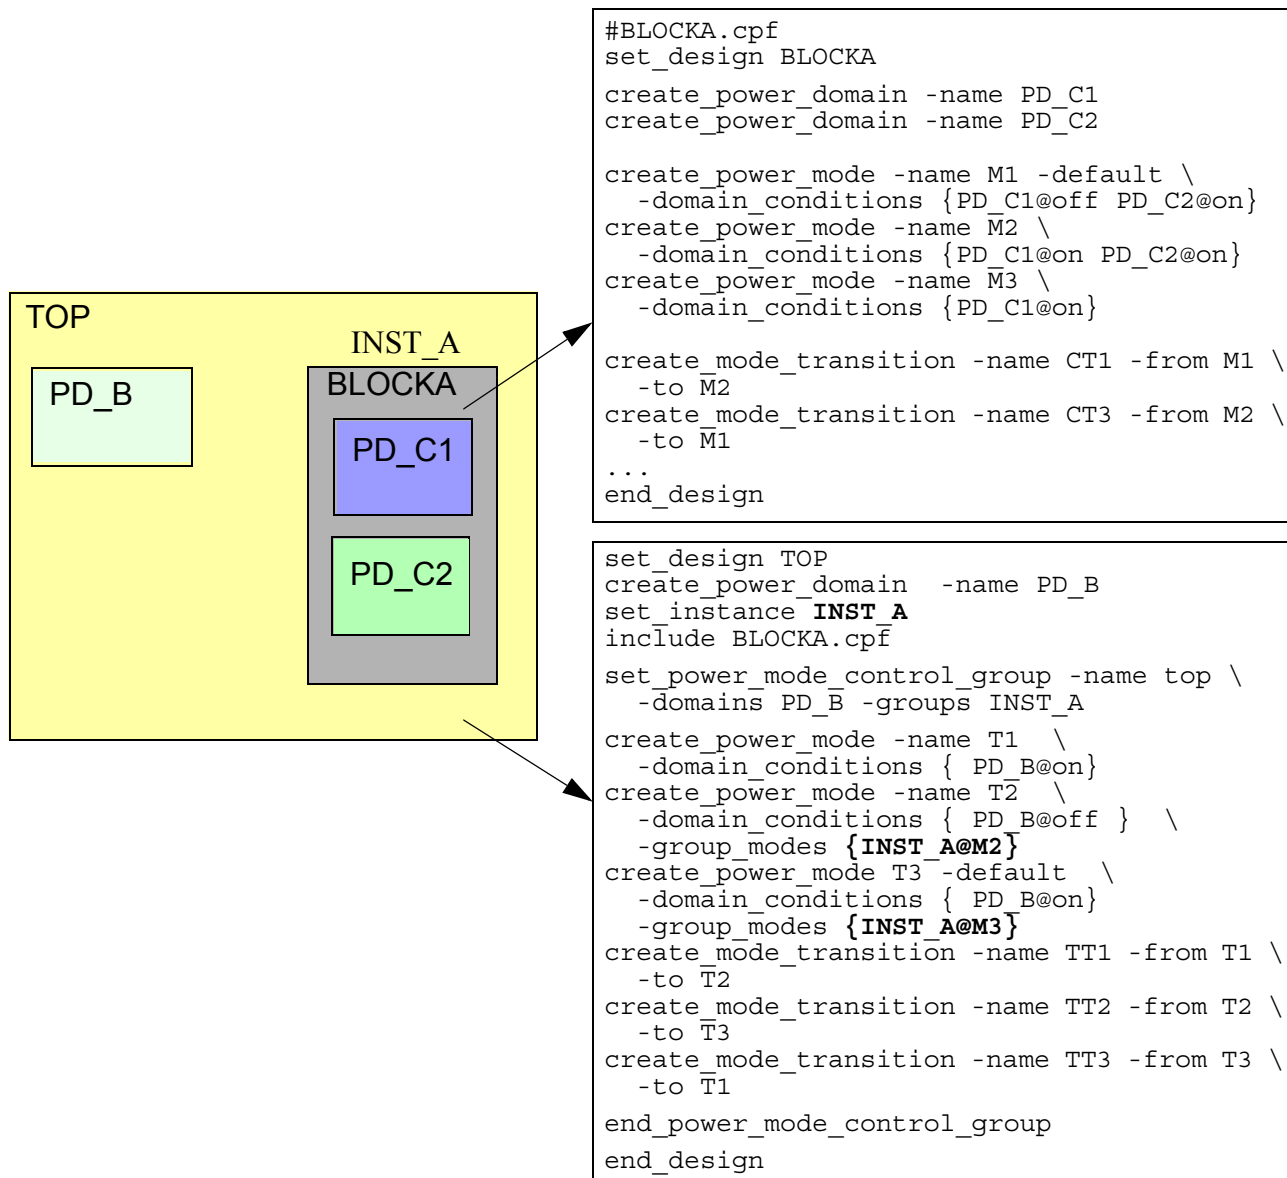 TOP
PD_B
INST_A
BLOCKA
PD_C1
PD_C2
#BLOCKA.cpf
set_design BLOCKA
create_power_domain -name PD_C1
create_power_domain -name PD_C2
create_power_mode -name M1 -default \
-domain_conditions {PD_C1@off PD_C2@on}
create_power_mode -name M2 \
-domain_conditions {PD_C1@on PD_C2@on}
create_power_mode -name M3 \
-domain_conditions {PD_C1@on}
create_mode_transition -name CT1 -from M1 \
-to M2
create_mode_transition -name CT3 -from M2 \
-to M1
...
end_design
set_design TOP
create_power_domain  -name PD_B
set_instance INST_A
include BLOCKA.cpf
set_power_mode_control_group -name top \
-domains PD_B -groups INST_A
create_power_mode -name T1  \
-domain_conditions { PD_B@on}
create_power_mode -name T2  \
-domain_conditions { PD_B@off }  \
-group_modes {INST_A@M2}
create_power_mode T3 -default  \
-domain_conditions { PD_B@on}
-group_modes {INST_A@M3}
create_mode_transition -name TT1 -from T1 \
-to T2
create_mode_transition -name TT2 -from T2 \
-to T3
create_mode_transition -name TT3 -from T3 \
-to T1
end_power_mode_control_group
end_design